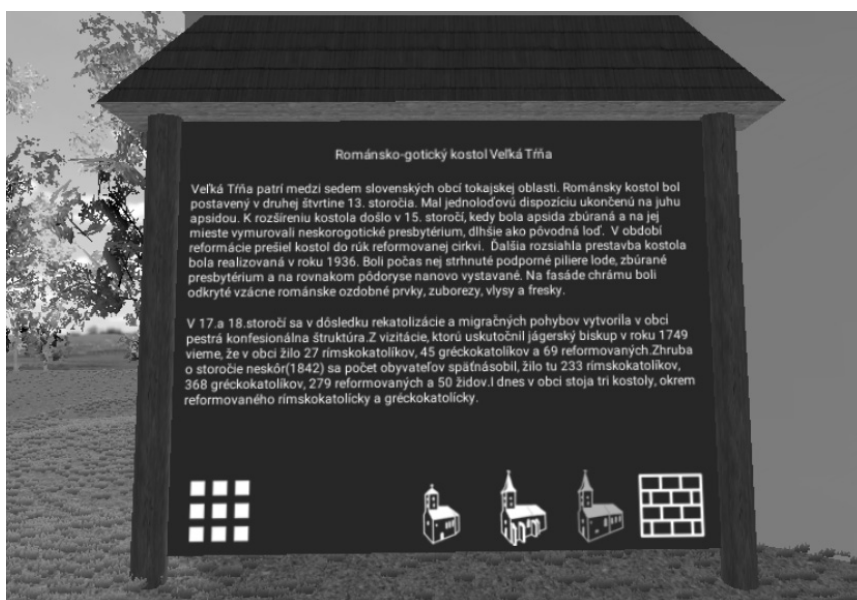 Románsko-gotický kostol Veľká Tŕňa
Veľká Tŕňa patrí medzi sedem slovenských obcí tokajskej oblasti. Románsky kostol bol
postavený v druhej štvrtine 13. storočia. Mal jednoloďovú dispozíciu ukončenú na juhu
apsidou. K rozšíreniu kostola došlo v 15. storočí, kedy bola apsida zbúraná a na jej
mieste vymurovali neskorogotické presbytérium, dlhšie ako pôvodná loď. V období
reformácie prešiel kostol do rúk reformovanej cirkvi. Ďalšia rozsiahla prestavba kostola
bola realizovaná v roku 1936. Boli počas nej strhnuté podporné piliere lode, zbúrané
presbytérium a na rovnakom pôdoryse nanovo vystavané. Na fasáde chrámu boli
odkryté vzácne románske ozdobné prvky, zuborezy, vlysy a fresky.
V 17.a 18.storočí sa v dôsledku rekatolizácie a migračných pohybov vytvorila v obci
pestrá konfesionálna štruktúra.Z vizitácie, ktorú uskutočnil jágerský biskup v roku 1749
vieme, že v obci žilo 27 rímskokatolíkov, 45 gréckokatolíkov a 69 reformovaných.Zhruba
o storočie neskôr(1842) sa počet obyvateľov späťnásobil, žilo tu 233 rímskokatolíkov,
368 gréckokatolíkov, 279 reformovaných a 50 židov.I dnes v obci stoja tri kostoly, okrem
reformovaného rímskokatolícky a gréckokatolícky.